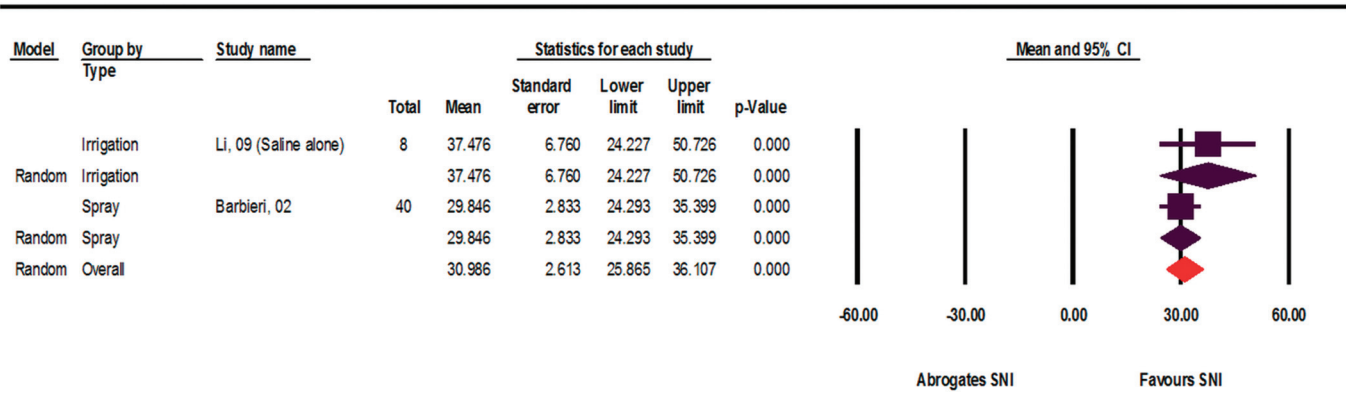 Model Group by Study name Statistics for each study Mean and 95% CI
Type
Standard Lower Upper
Total Mean error limit limit p-Value
Irrigation Li, 09 (Saline alone) 8 37.476 6.760 24.227 50.726 0.000
Random Irrigation 37.476 6.760 24.227 50.726 0.000
Spray Barbieri, 02 40 29.846 2.833 24.293 35.399 0.000
Random Spray 29.846 2.833 24.293 35.399 0.000
Random Overall 30.986 2.613 25.865 36.107 0.000
-60.00 -30.00 0.00 30.00 60.00
Abrogates SNI Favours SNI